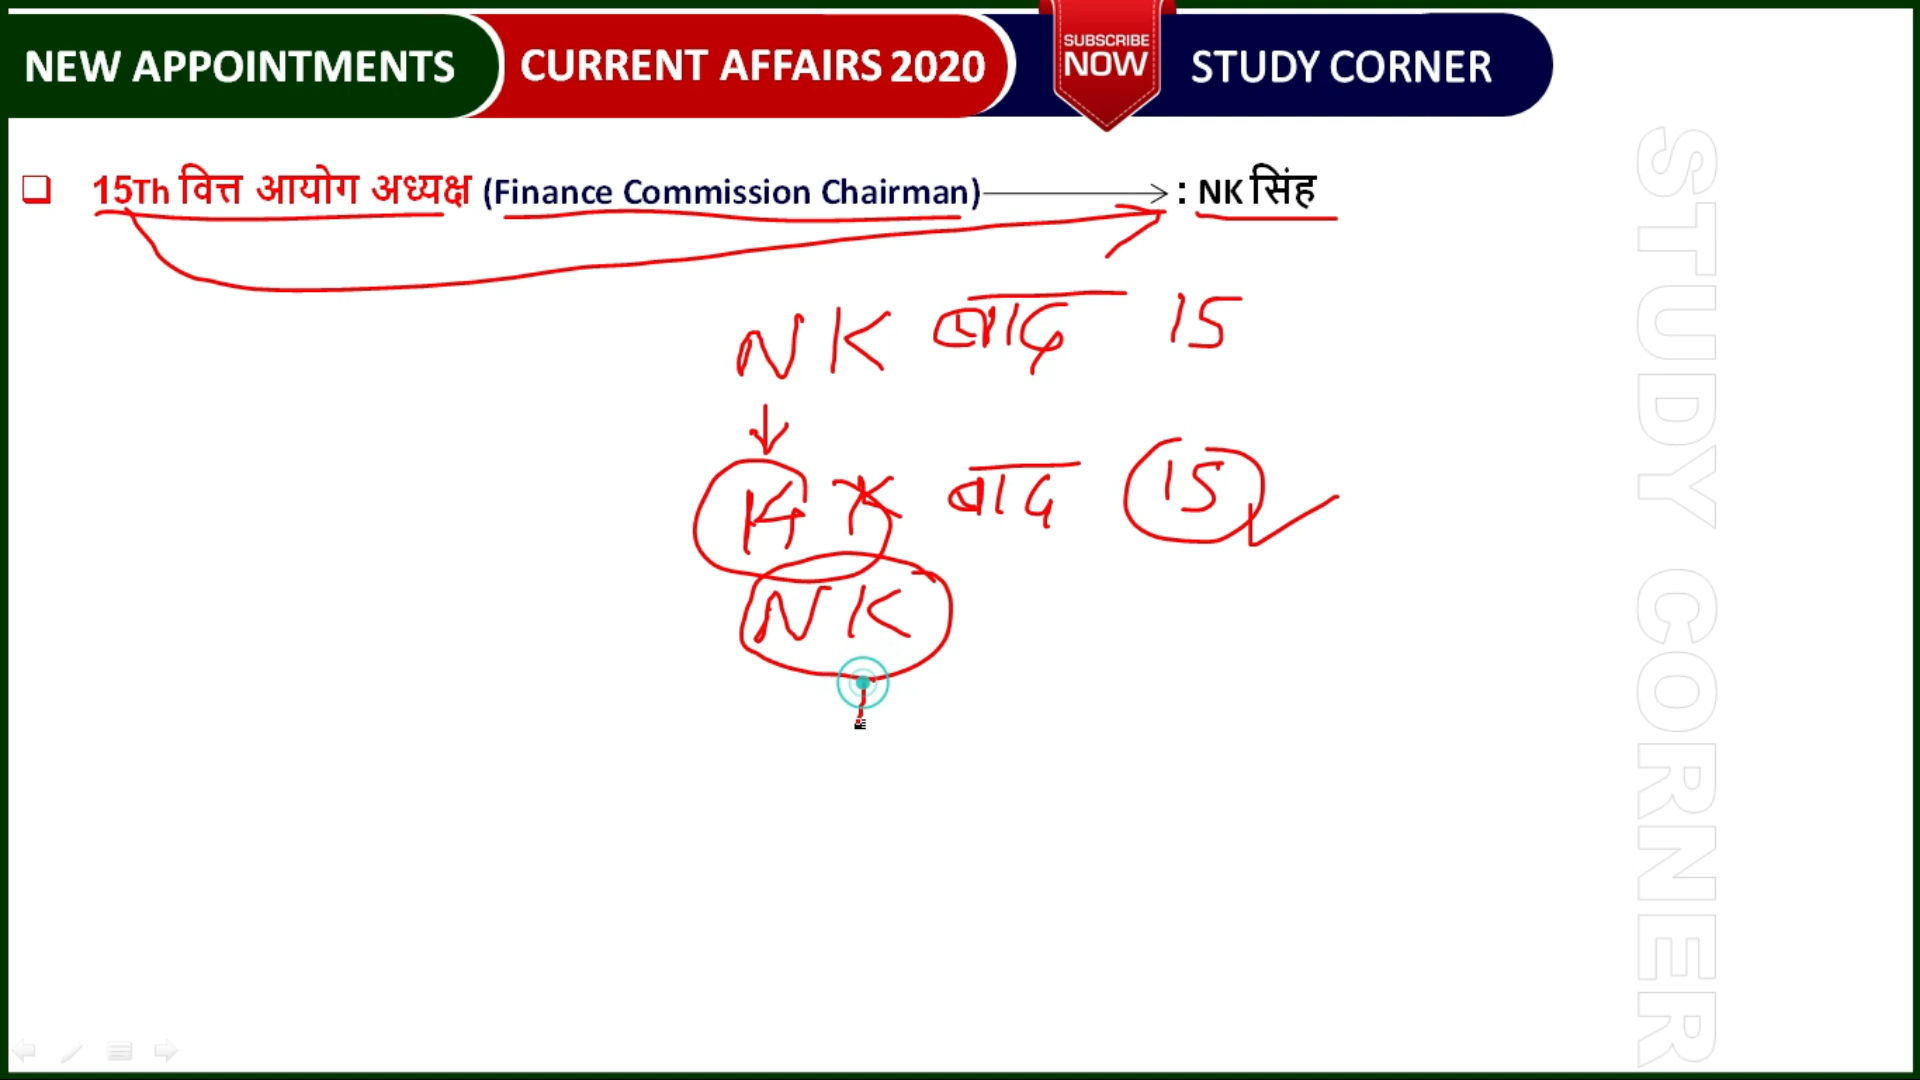 NEW APPOINTMENTS CURRENT AFFAIRS 2020 SUBSCRIBE NOW STUDY CORNER
15Th वित्त आयोग अध्यक्ष (Finance Commission Chairman) : NK सिंह
NK बाद 15
बाद 15
NK
STUDY CORNER